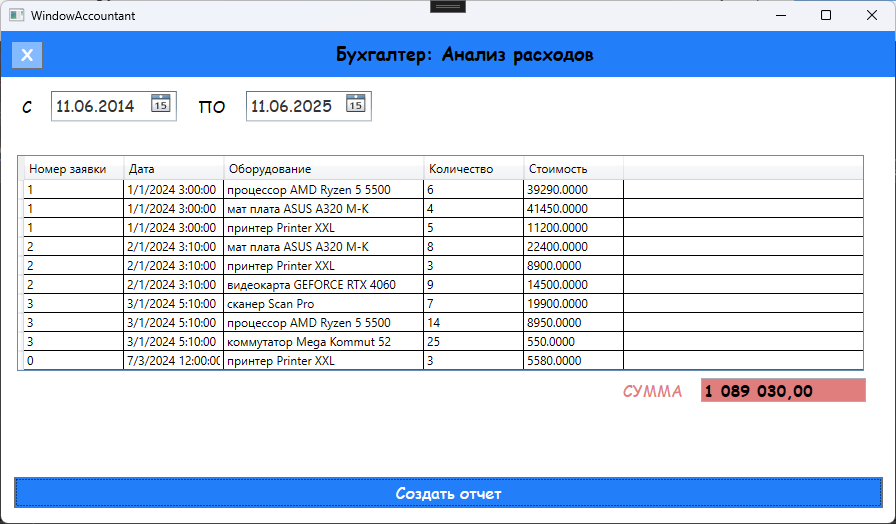 WindowAccountant
X Бухгалтер: Анализ расходов
С 11.06.2014 15 ПО 11.06.2025 15
Номер заявки Дата Оборудование Количество Стоимость
1 1/1/2024 3:00:00 процессор AMD Ryzen 5 5500 6 39290.0000
1 1/1/2024 3:00:00 мат плата ASUS A320 M-K 4 41450.0000
1 1/1/2024 3:00:00 принтер Printer XXL 5 11200.0000
2 2/1/2024 3:10:00 мат плата ASUS A320 M-K 8 22400.0000
2 2/1/2024 3:10:00 принтер Printer XXL 3 8900.0000
2 2/1/2024 3:10:00 видеокарта GEFORCE RTX 4060 9 14500.0000
3 3/1/2024 5:10:00 сканер Scan Pro 7 19900.0000
3 3/1/2024 5:10:00 процессор AMD Ryzen 5 5500 14 8950.0000
3 3/1/2024 5:10:00 коммутатор Mega Kommut 52 25 550.0000
0 7/3/2024 12:00:00 принтер Printer XXL 3 5580.0000
СУММА 1 089 030,00
Создать отчет